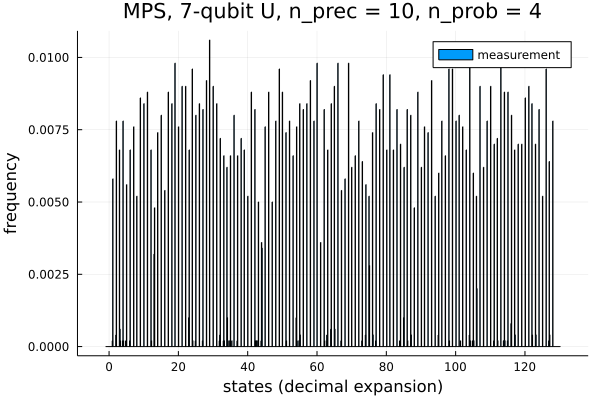 MPS, 7-qubit U, n_prec = 10, n_prob = 4
measurement
frequency
0.0100
0.0075
0.0050
0.0025
0.0000
0 20 40 60 80 100 120
states (decimal expansion)